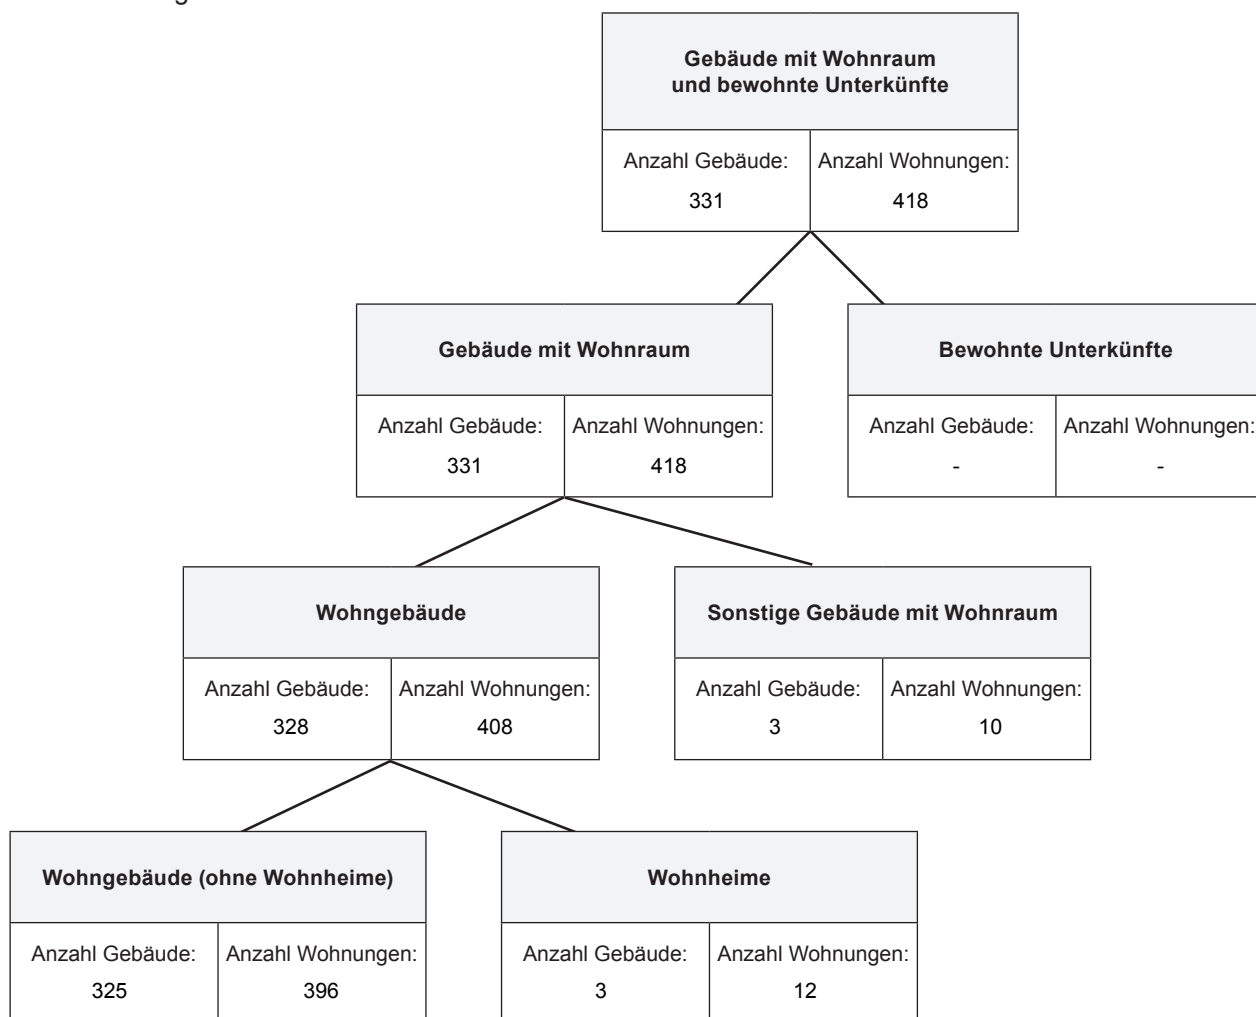 Gebäude mit Wohnraum
und bewohnte Unterkünfte
Anzahl Gebäude: Anzahl Wohnungen:
331 418
Gebäude mit Wohnraum Bewohnte Unterkünfte
Anzahl Gebäude: Anzahl Wohnungen: Anzahl Gebäude: Anzahl Wohnungen:
331 418 - -
Wohngebäude Sonstige Gebäude mit Wohnraum
Anzahl Gebäude: Anzahl Wohnungen: Anzahl Gebäude: Anzahl Wohnungen:
328 408 3 10
Wohngebäude (ohne Wohnheime) Wohnheime
Anzahl Gebäude: Anzahl Wohnungen: Anzahl Gebäude: Anzahl Wohnungen:
325 396 3 12